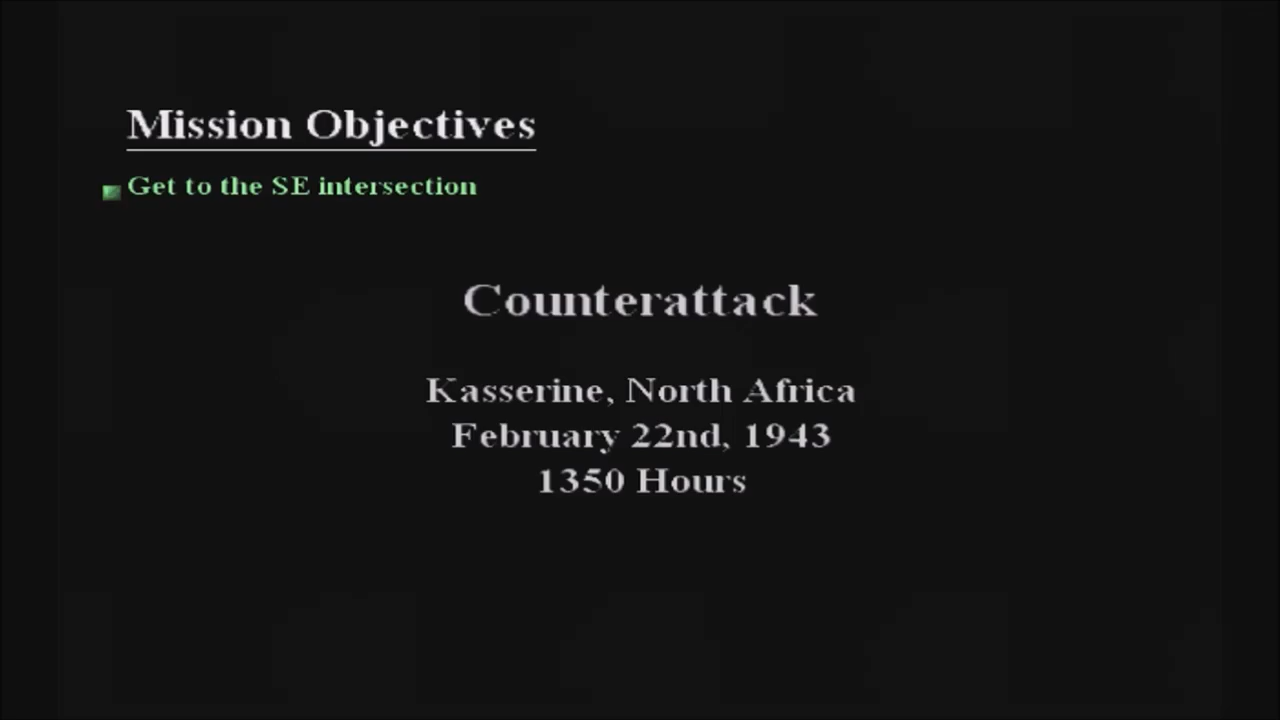 Mission Objectives
Get to the SE intersection
Counterattack
Kasserine, North Africa
February 22nd, 1943
1350 Hours